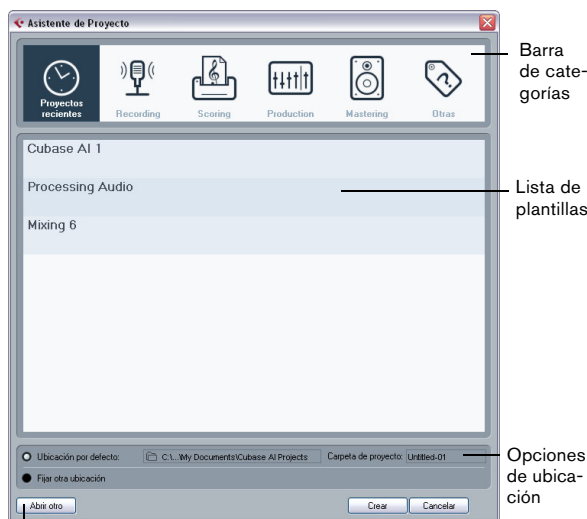 Asistente de Proyecto
Proyectos
recientes
Recording
Scoring
Production
Mastering
Otras
Barra
de cate-
gorías
Cubase AI 1
Processing Audio
Mixing 6
Lista de
plantillas
Ubicación por defecto:
C:\...\My Documents\Cubase AI Projects
Carpeta de proyecto:
Untitled-01
Fijar otra ubicación
Opciones
de ubica-
ción
Abrir otro
Crear
Cancelar